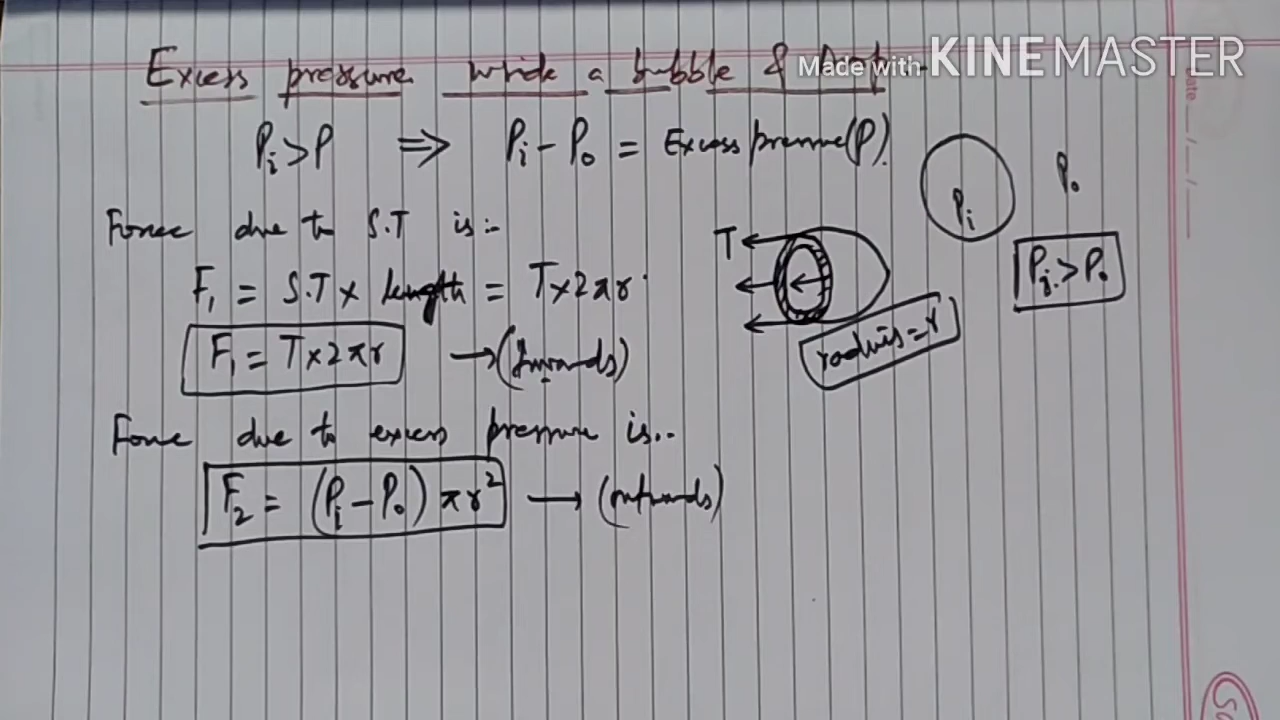 Excess pressure inside a bubble & drop
Made with KINEMASTER
Pi > P ⇒ Pi - Po = Excess pressure (P).
Pi Po
Force due to S.T is :-
T
Pi > Po
F1 = S.T × length = T × 2πr
radius = r
F1 = T × 2πr → (Inwards)
Force due to excess pressure is..
F2 = (Pi - Po) πr² → (outwards)
Date